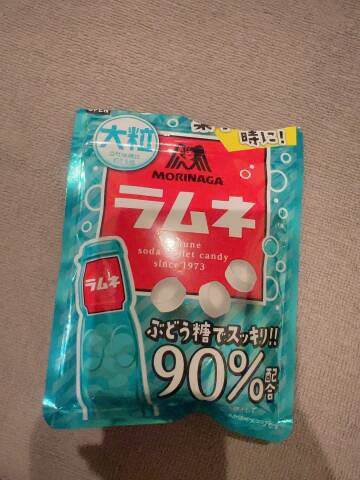 OPEN
大粒
時に!
MORINAGA
ラムネ
soda
candy
since 1973
ラムネ
ぶどう糖でスッキリ!!
90%配合